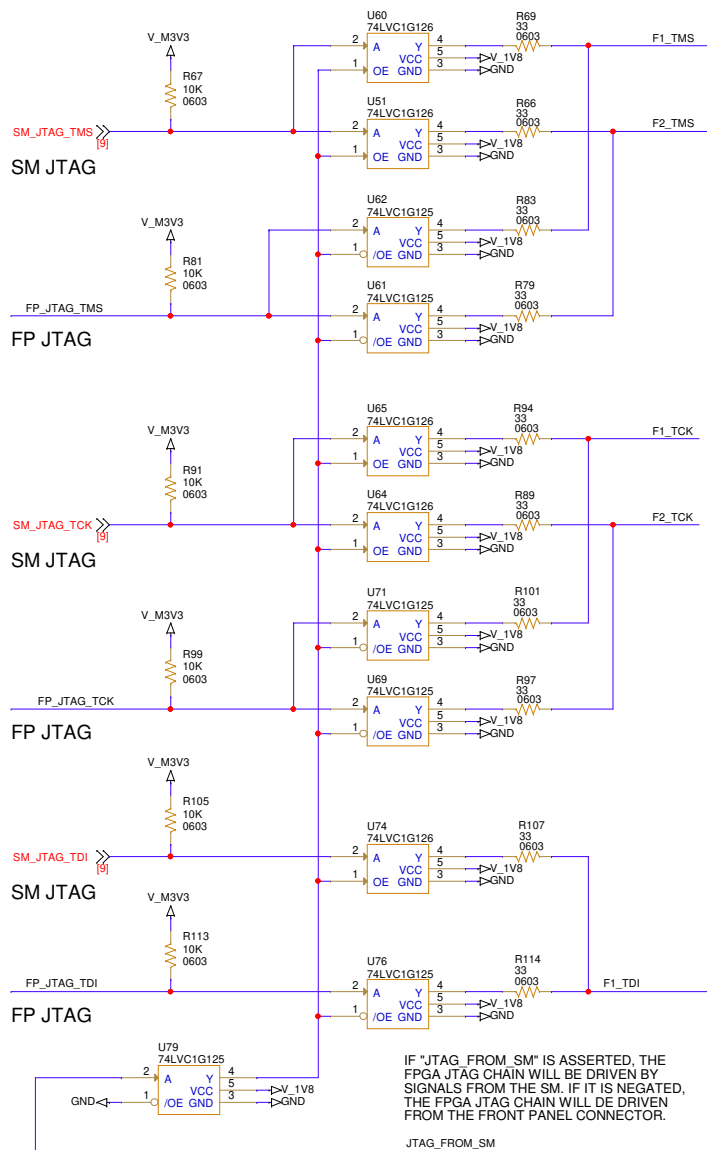 U60
74LVC1G126
2 A Y 4
VCC 5 V_1V8
1 OE GND 3 GND
R69
33
0603
F1_TMS
V_M3V3
R67
10K
0603
U51
74LVC1G126
2 A Y 4
VCC 5 V_1V8
1 OE GND 3 GND
R66
33
0603
F2_TMS
SM_JTAG_TMS
[9]
SM JTAG
U62
74LVC1G125
2 A Y 4
VCC 5 V_1V8
1 /OE GND 3 GND
R83
33
0603
V_M3V3
R81
10K
0603
FP_JTAG_TMS
FP JTAG
U61
74LVC1G125
2 A Y 4
VCC 5 V_1V8
1 /OE GND 3 GND
R79
33
0603
U65
74LVC1G126
2 A Y 4
VCC 5 V_1V8
1 OE GND 3 GND
R94
33
0603
F1_TCK
V_M3V3
R91
10K
0603
SM_JTAG_TCK
[9]
SM JTAG
U64
74LVC1G126
2 A Y 4
VCC 5 V_1V8
1 OE GND 3 GND
R89
33
0603
F2_TCK
U71
74LVC1G125
2 A Y 4
VCC 5 V_1V8
1 /OE GND 3 GND
R101
33
0603
V_M3V3
R99
10K
0603
FP_JTAG_TCK
FP JTAG
U69
74LVC1G125
2 A Y 4
VCC 5 V_1V8
1 /OE GND 3 GND
R97
33
0603
V_M3V3
R105
10K
0603
SM_JTAG_TDI
[9]
SM JTAG
U74
74LVC1G126
2 A Y 4
VCC 5 V_1V8
1 OE GND 3 GND
R107
33
0603
V_M3V3
R113
10K
0603
FP_JTAG_TDI
FP JTAG
U76
74LVC1G125
2 A Y 4
VCC 5 V_1V8
1 /OE GND 3 GND
R114
33
0603
F1_TDI
U79
74LVC1G125
2 A Y 4
VCC 5 V_1V8
GND 1 /OE GND 3 GND
IF "JTAG_FROM_SM" IS ASSERTED, THE
FPGA JTAG CHAIN WILL BE DRIVEN BY
SIGNALS FROM THE SM. IF IT IS NEGATED,
THE FPGA JTAG CHAIN WILL DE DRIVEN
FROM THE FRONT PANEL CONNECTOR.
JTAG_FROM_SM